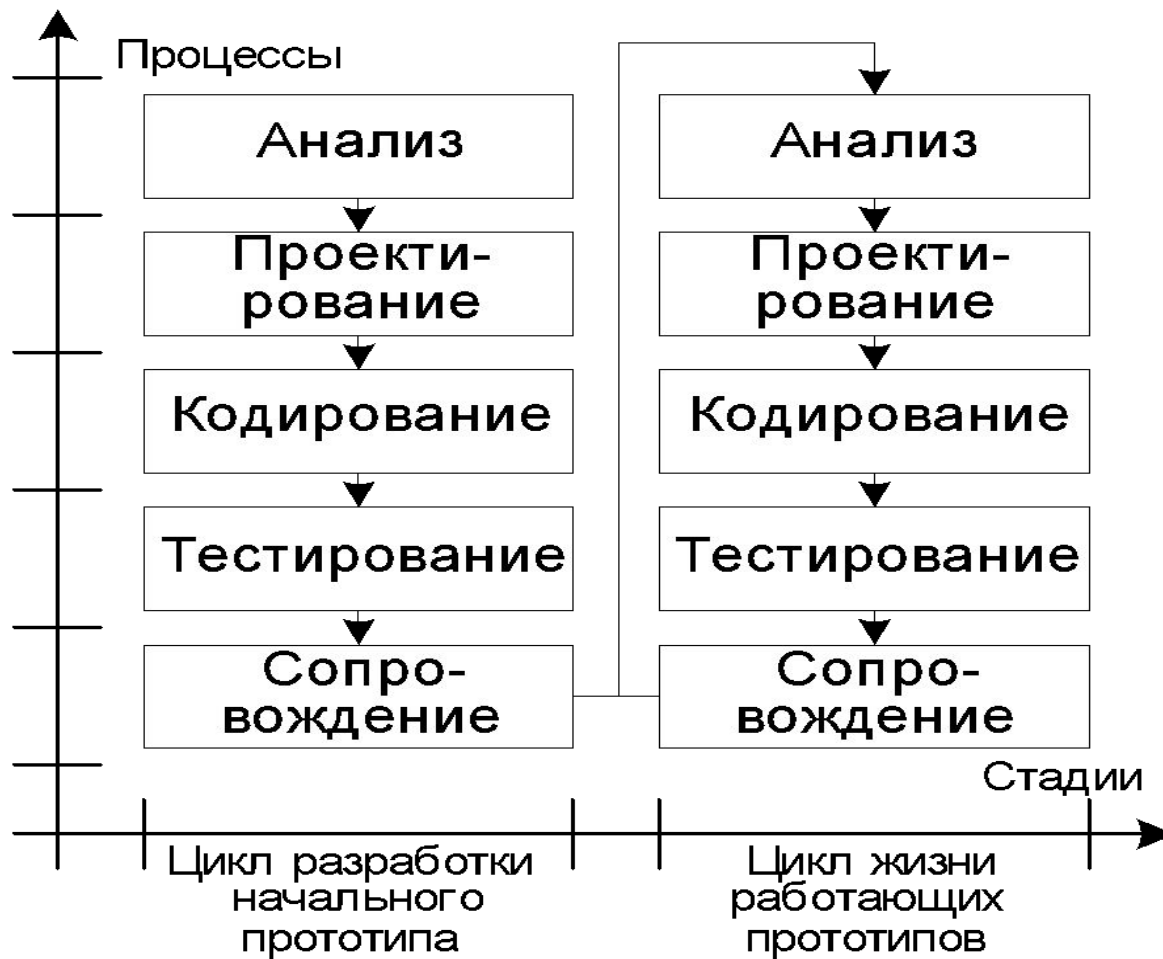 Процессы
Анализ
Проекти-
рование
Кодирование
Тестирование
Сопро-
вождение
Анализ
Проекти-
рование
Кодирование
Тестирование
Сопро-
вождение
Стадии
Цикл разработки
начального
прототипа
Цикл жизни
работающих
прототипов